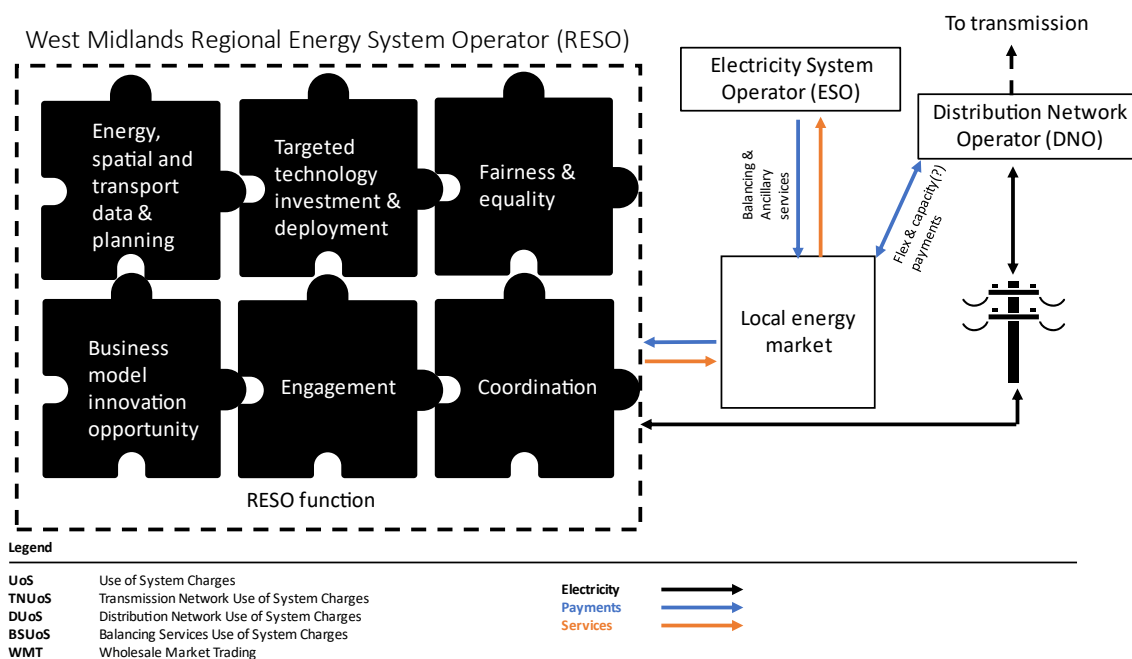 West Midlands Regional Energy System Operator (RESO)
Energy,
spatial and
transport
data &
planning
Targeted
technology
investment &
deployment
Fairness &
equality
Business
model
innovation
opportunity
Engagement
Coordination
RESO function
Electricity System
Operator (ESO)
Balancing &
Ancillary
services
Local energy
market
To transmission
Distribution Network
Operator (DNO)
Flex & capacity(?)
payments
Legend
UoS Use of System Charges
TNUoS Transmission Network Use of System Charges
DUoS Distribution Network Use of System Charges
BSUoS Balancing Services Use of System Charges
WMT Wholesale Market Trading
Electricity
Payments
Services